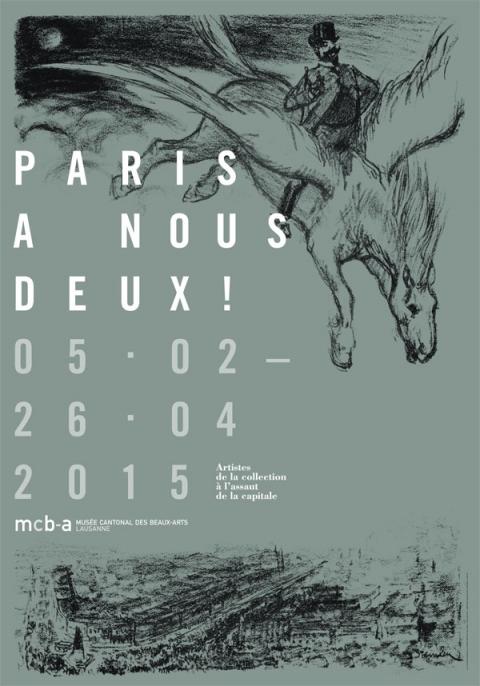 PARIS
A NOUS
DEUX!
05·02–
26·04
2015
Artistes
de la collection
à l'assaut
de la capitale
mcb-a MUSÉE CANTONAL DES BEAUX-ARTS
LAUSANNE